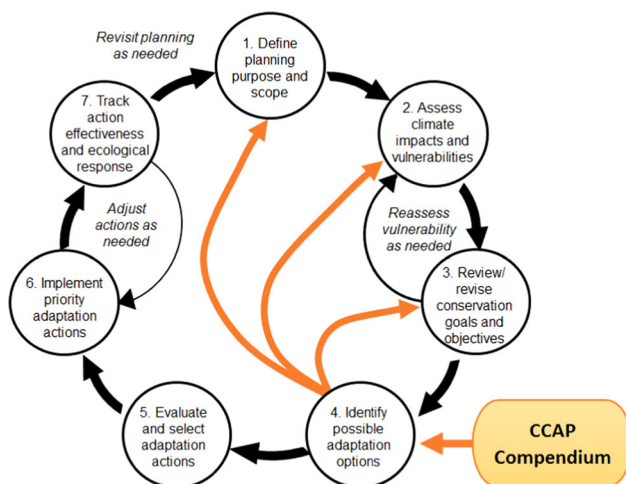 Revisit planning
as needed
1. Define
planning
purpose and
scope
2. Assess
climate
impacts and
vulnerabilities
Reassess
vulnerability
as needed
3. Review/
revise
conservation
goals and
objectives
4. Identify
possible
adaptation
options
CCAP
Compendium
5. Evaluate
and select
adaptation
actions
6. Implement
priority
adaptation
actions
Adjust
actions as
needed
7. Track
action
effectiveness
and ecological
response